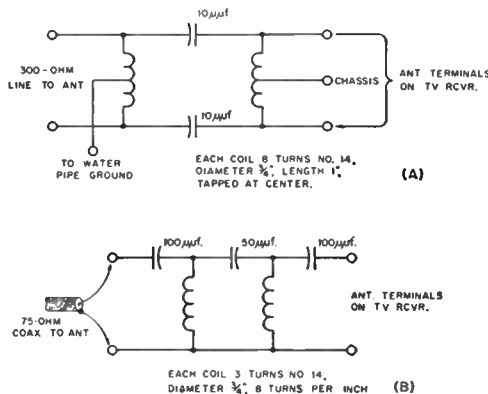 10µµf
300-OHM
LINE TO ANT
CHASSIS
ANT TERMINALS
ON TV RCVR.
10µµf
TO WATER
PIPE GROUND
EACH COIL 8 TURNS NO. 14,
DIAMETER ¾", LENGTH 1",
TAPPED AT CENTER.
(A)
100µµf.
50µµf.
100µµf.
75-OHM
COAX TO ANT
ANT. TERMINALS
ON TV RCVR.
EACH COIL 3 TURNS NO 14,
DIAMETER ¾", 8 TURNS PER INCH
(B)